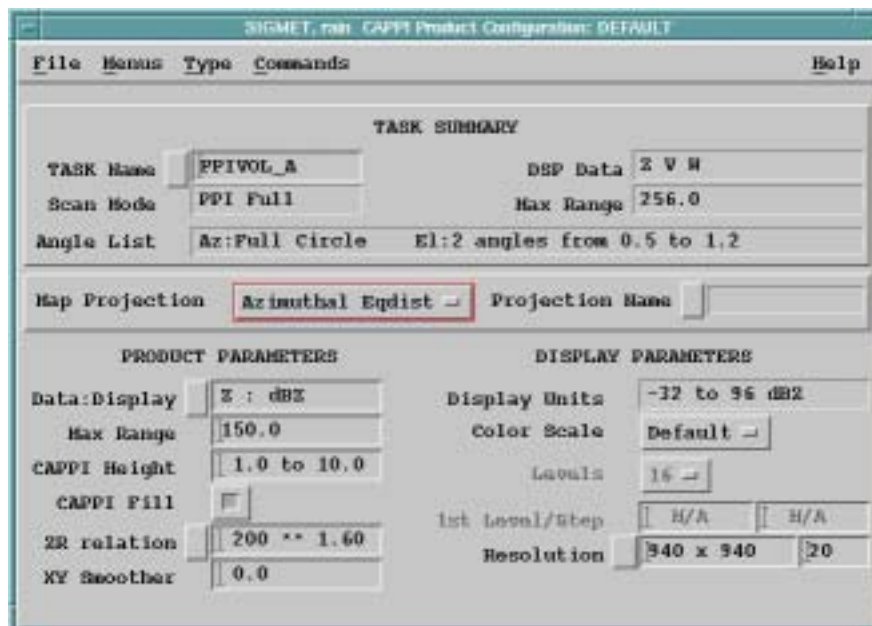 SIGMET, rain CAPPI Product Configuration: DEFAULT
File Menus Type Commands Help
TASK SUMMARY
TASK Name PPIVOL_A DSP Data Z V W
Scan Mode PPI Full Max Range 256.0
Angle List Az:Full Circle El:2 angles from 0.5 to 1.2
Map Projection Azimuthal Eqdist Projection Name
PRODUCT PARAMETERS DISPLAY PARAMETERS
Data:Display Z : dBZ Display Units -32 to 96 dBZ
Max Range 150.0 Color Scale Default
CAPPI Height 1.0 to 10.0 Levels 16
CAPPI Fill 1st Level/Step N/A N/A
ZR relation 200 ** 1.60 Resolution 940 x 940 20
XY Smoother 0.0